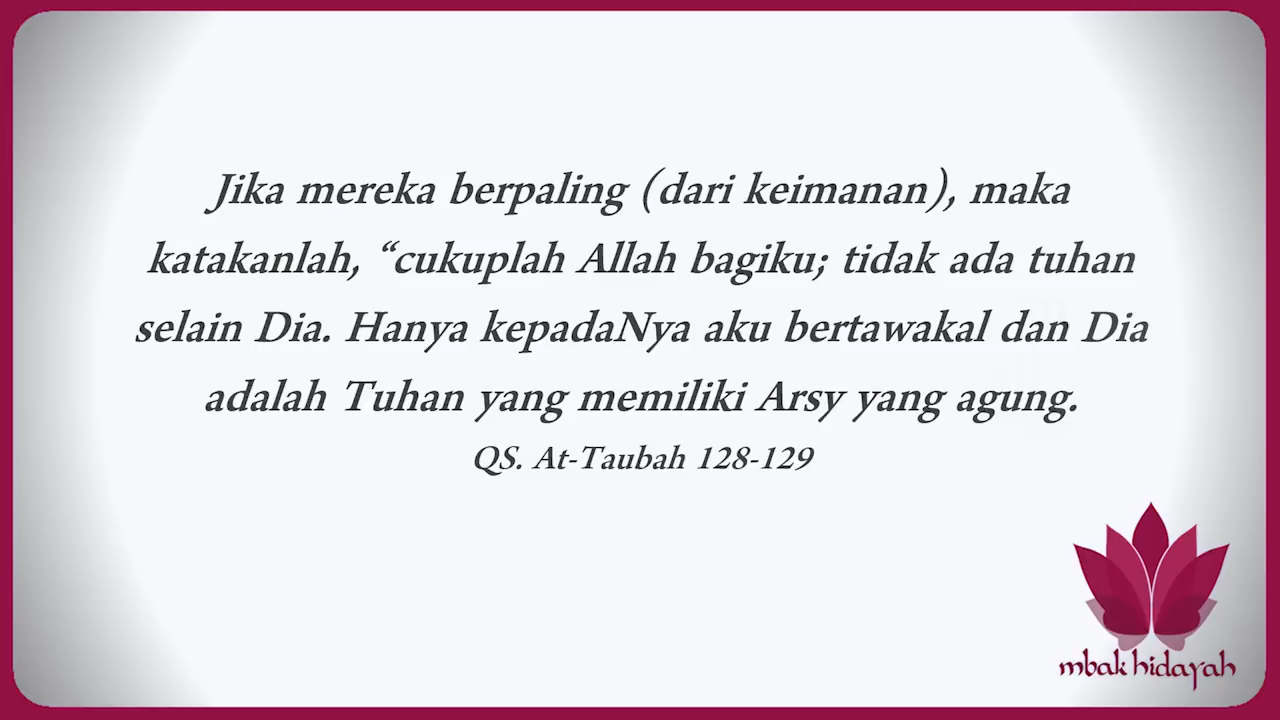 Jika mereka berpaling (dari keimanan), maka
katakanlah, “cukuplah Allah bagiku; tidak ada tuhan
selain Dia. Hanya kepadaNya aku bertawakal dan Dia
adalah Tuhan yang memiliki Arsy yang agung.
QS. At-Taubah 128-129
mbak hidayah